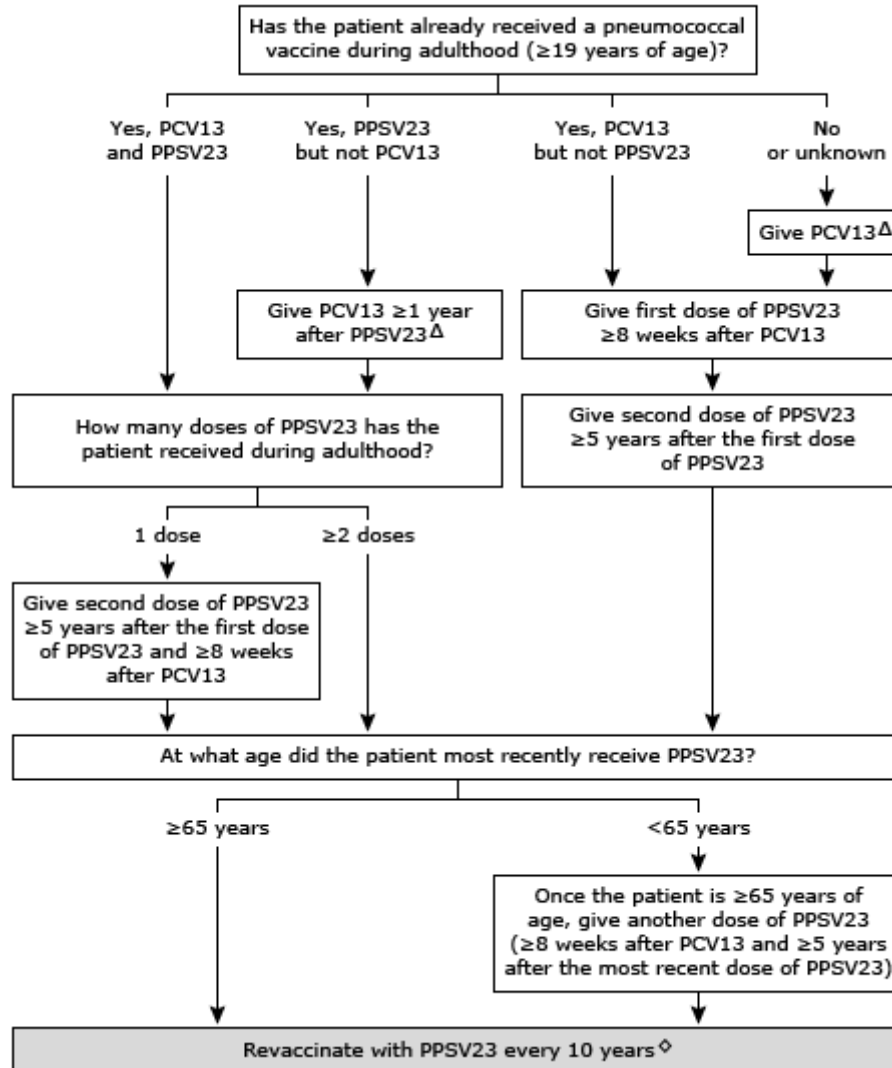 Has the patient already received a pneumococcal
vaccine during adulthood (≥19 years of age)?
Yes, PCV13
and PPSV23
Yes, PPSV23
but not PCV13
Yes, PCV13
but not PPSV23
No
or unknown
Give PCV13Δ
Give PCV13 ≥1 year
after PPSV23Δ
Give first dose of PPSV23
≥8 weeks after PCV13
How many doses of PPSV23 has the
patient received during adulthood?
Give second dose of PPSV23
≥5 years after the first dose
of PPSV23
1 dose
≥2 doses
Give second dose of PPSV23
≥5 years after the first dose
of PPSV23 and ≥8 weeks
after PCV13
At what age did the patient most recently receive PPSV23?
≥65 years
<65 years
Once the patient is ≥65 years of
age, give another dose of PPSV23
(≥8 weeks after PCV13 and ≥5 years
after the most recent dose of PPSV23)
Revaccinate with PPSV23 every 10 years◇